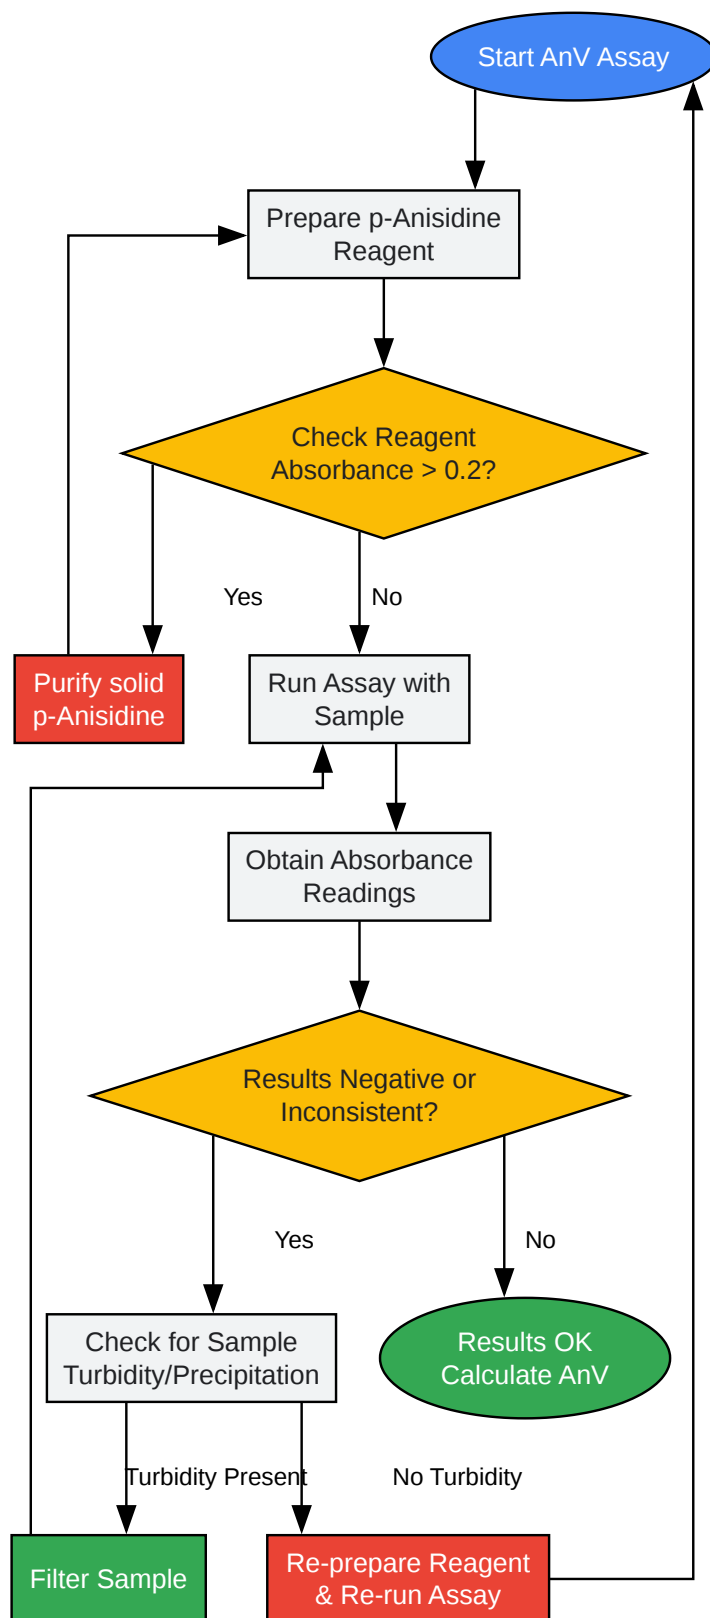 Start AnV Assay
Prepare p-Anisidine
Reagent
Check Reagent
Absorbance > 0.2?
Yes
No
Purify solid
p-Anisidine
Run Assay with
Sample
Obtain Absorbance
Readings
Results Negative or
Inconsistent?
Yes
No
Check for Sample
Turbidity/Precipitation
Results OK
Calculate AnV
Turbidity Present
No Turbidity
Filter Sample
Re-prepare Reagent
& Re-run Assay